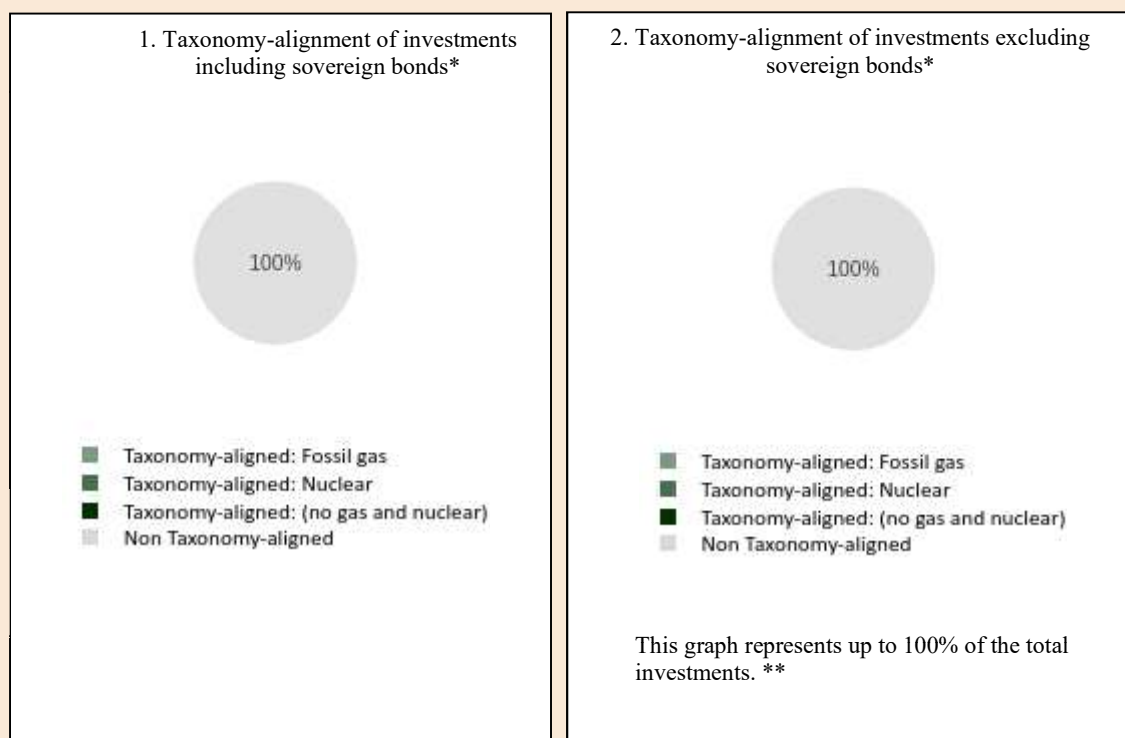 1. Taxonomy-alignment of investments
including sovereign bonds*
100%
Taxonomy-aligned: Fossil gas
Taxonomy-aligned: Nuclear
Taxonomy-aligned: (no gas and nuclear)
Non Taxonomy-aligned
2. Taxonomy-alignment of investments excluding
sovereign bonds*
100%
Taxonomy-aligned: Fossil gas
Taxonomy-aligned: Nuclear
Taxonomy-aligned: (no gas and nuclear)
Non Taxonomy-aligned
This graph represents up to 100% of the total
investments. **